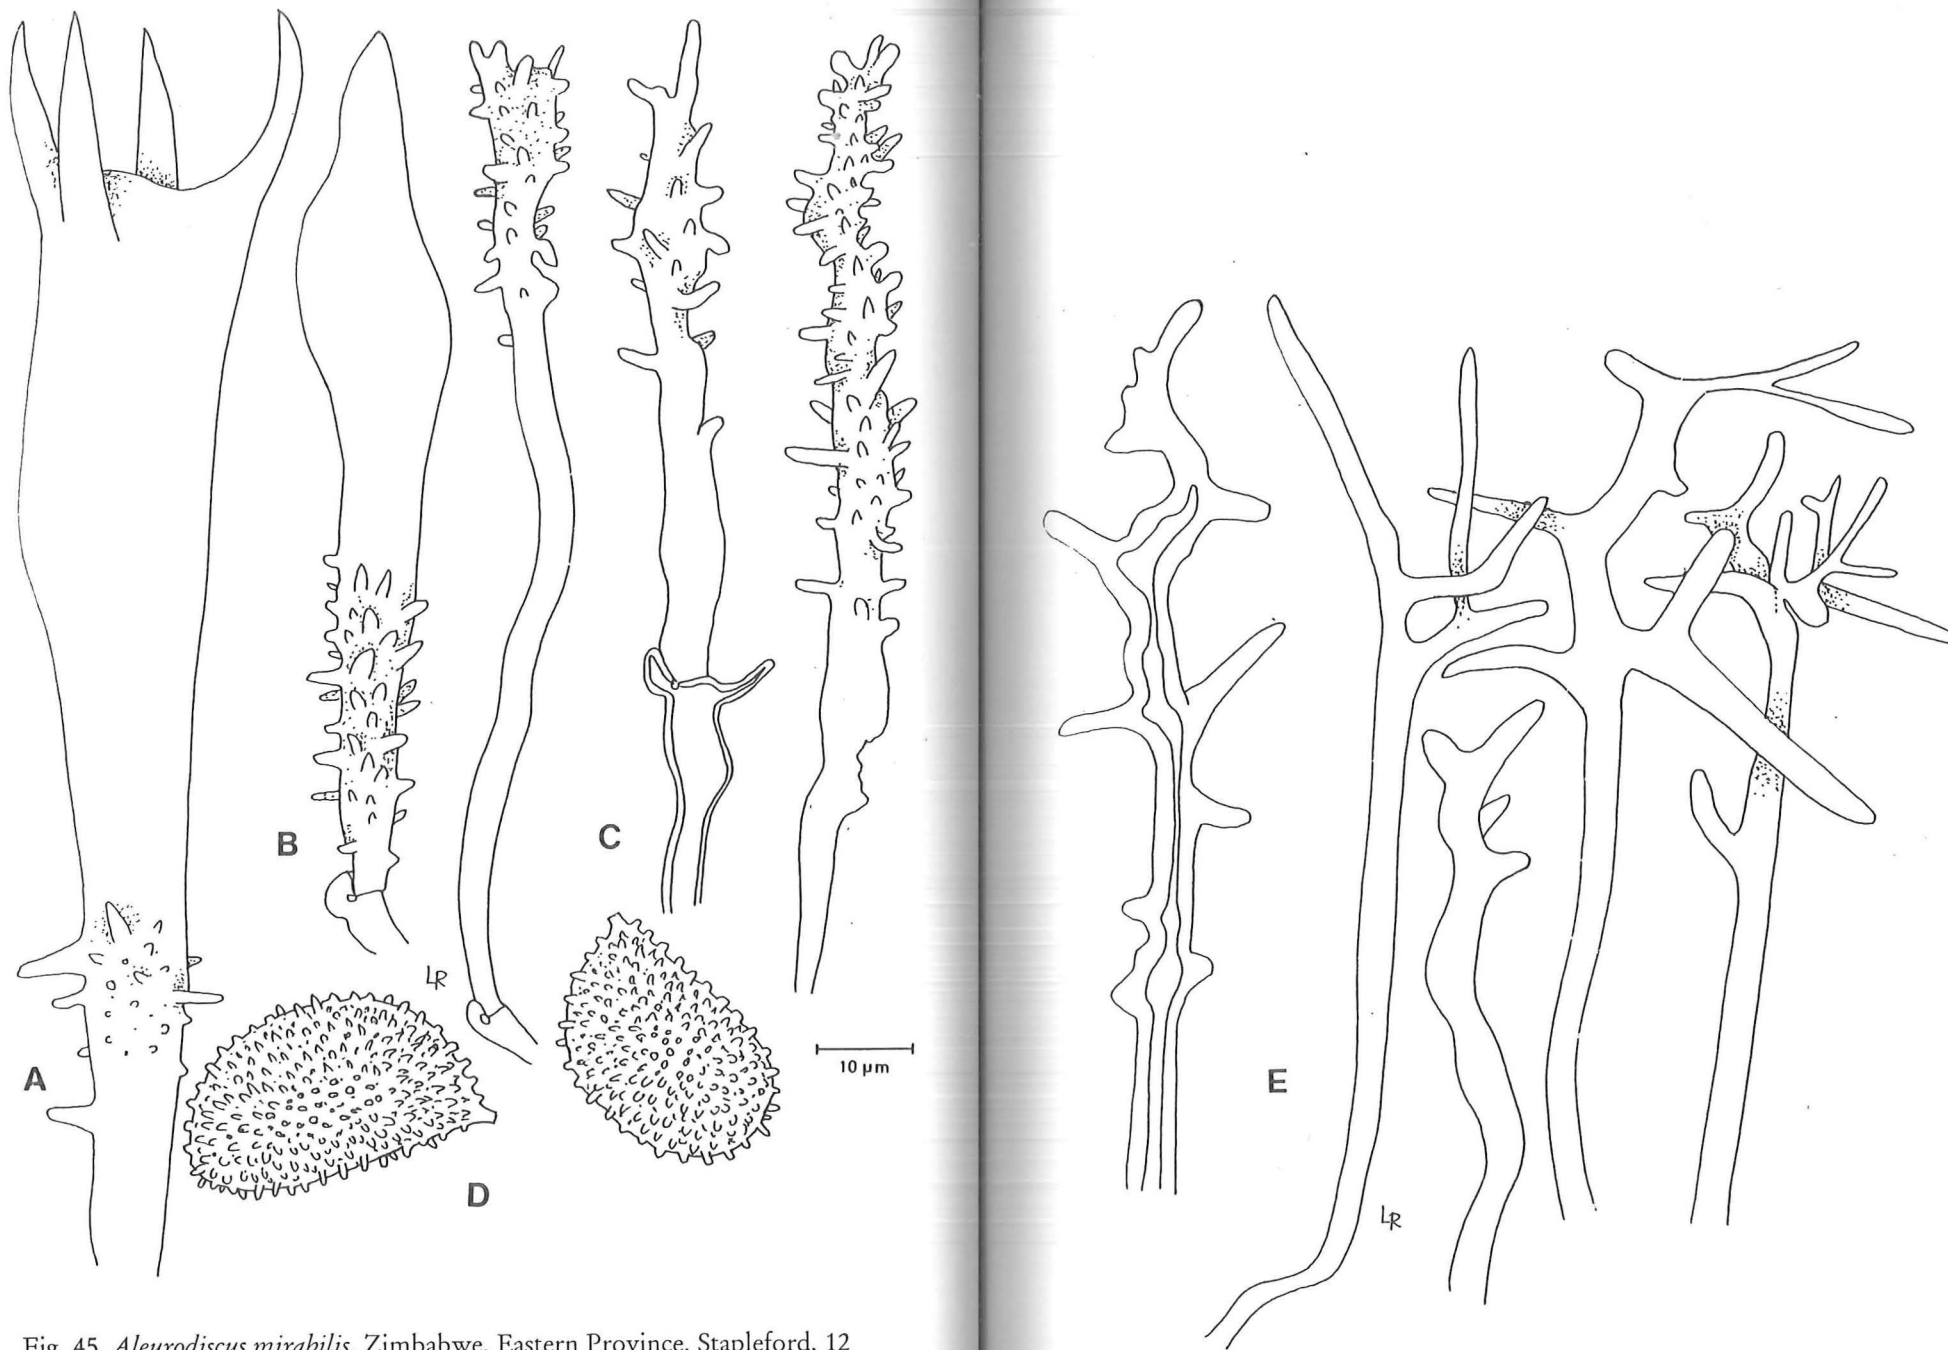 B
C
LR
A
10 µm
D
E
LR
Fig. 45. Aleurodiscus mirabilis. Zimbabwe, Eastern Province, Stapleford, 12